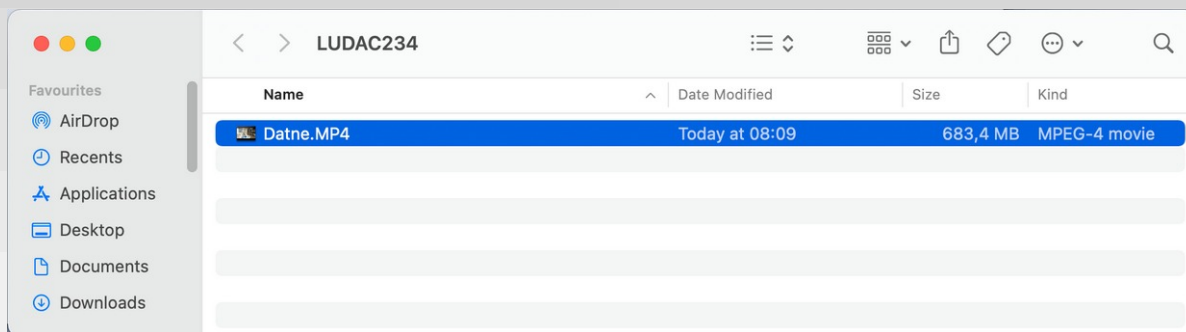 LUDAC234
Favourites
AirDrop
Recents
Applications
Desktop
Documents
Downloads
Name Date Modified Size Kind
Datne.MP4 Today at 08:09 683,4 MB MPEG-4 movie